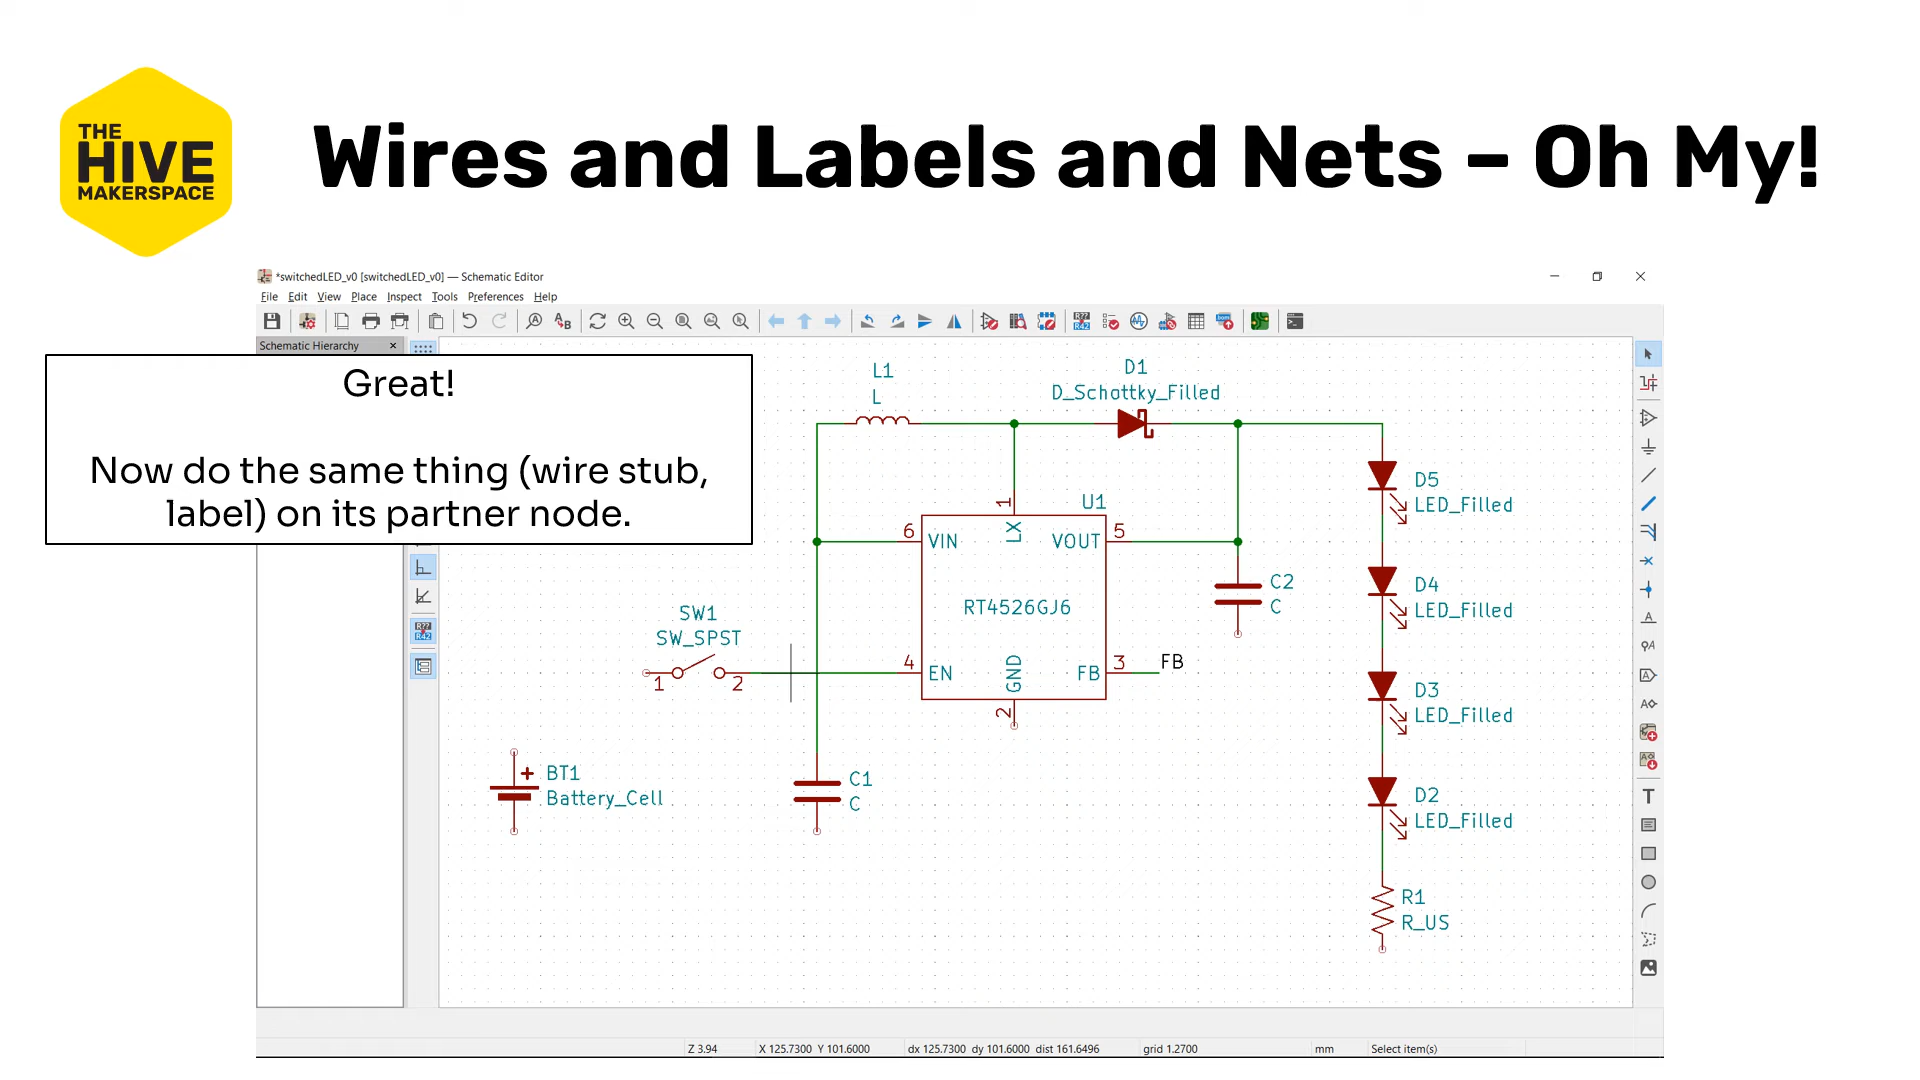 THE
HIVE
MAKERSPACE
Wires and Labels and Nets – Oh My!
*switchedLED_v0 [switchedLED_v0] — Schematic Editor
File Edit View Place Inspect Tools Preferences Help
Schematic Hierarchy
Great!
Now do the same thing (wire stub,
label) on its partner node.
L1
L
D1
D_Schottky_Filled
U1
1
LX
6
VIN
VOUT
5
RT4526GJ6
4
EN
GND
FB
3
FB
2
SW1
SW_SPST
1
2
C2
C
D5
LED_Filled
D4
LED_Filled
D3
LED_Filled
D2
LED_Filled
BT1
Battery_Cell
C1
C
R1
R_US
Z 3.94
X 125.7300 Y 101.6000
dx 125.7300 dy 101.6000 dist 161.6496
grid 1.2700
mm
Select item(s)